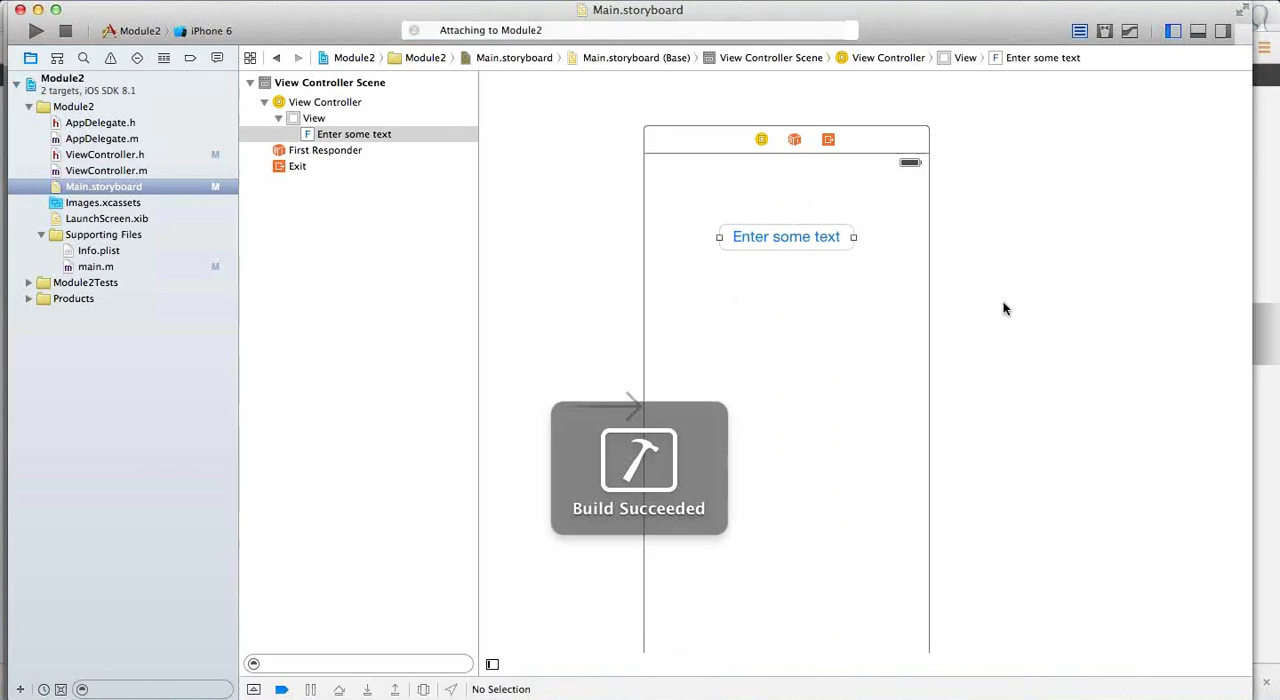 Main.storyboard
Module2 〉 iPhone 6
2 Attaching to Module2
Module2 〉 Module2 〉 Main.storyboard 〉 Main.storyboard (Base) 〉 View Controller Scene 〉 View Controller 〉 View 〉 F Enter some text
Module2
2 targets, iOS SDK 8.1
Module2
h AppDelegate.h
m AppDelegate.m
h ViewController.h M
m ViewController.m
Main.storyboard M
Images.xcassets
LaunchScreen.xib
Supporting Files
Info.plist
m main.m M
Module2Tests
Products
View Controller Scene
View Controller
View
F Enter some text
First Responder
Exit
Enter some text
Build Succeeded
No Selection